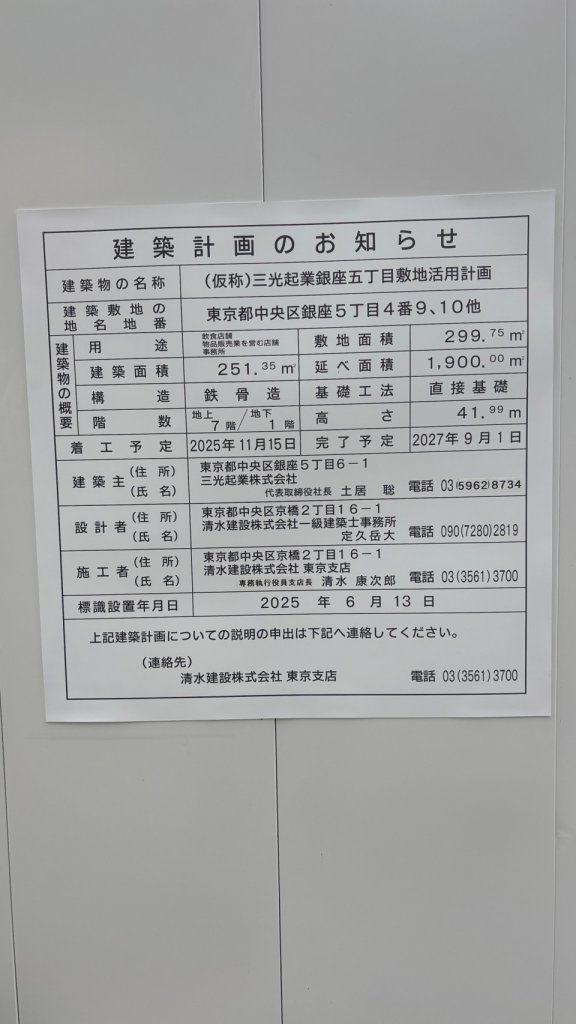 建築計画のお知らせ
建築物の名称 (仮称)三光起業銀座五丁目敷地活用計画
建築敷地の地名地番 東京都中央区銀座5丁目4番9、10他
建築物の概要
用途 飲食店舗 物品販売業を営む店舗 事務所 敷地面積 299.75㎡
建築面積 251.35㎡ 延べ面積 1,900.00㎡
構造 鉄骨造 基礎工法 直接基礎
階数 地上7階/地下1階 高さ 41.99m
着工予定 2025年11月15日 完了予定 2027年9月1日
建築主(住所)(氏名) 東京都中央区銀座5丁目6-1
三光起業株式会社
代表取締役社長 土居 聡 電話 03(5962)8734
設計者(住所)(氏名) 東京都中央区京橋2丁目16-1
清水建設株式会社一級建築士事務所
定久岳大 電話 090(7280)2819
施工者(住所)(氏名) 東京都中央区京橋2丁目16-1
清水建設株式会社 東京支店
専務執行役員支店長 清水 康次郎 電話 03(3561)3700
標識設置年月日 2025年6月13日
上記建築計画についての説明の申出は下記へ連絡してください。
(連絡先)
清水建設株式会社 東京支店 電話 03(3561)3700